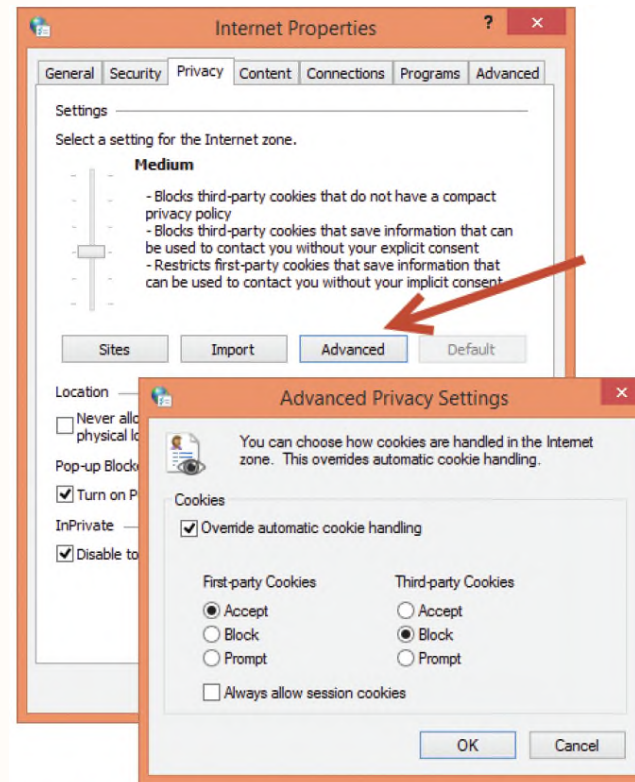 Internet Properties
?
×
General Security Privacy Content Connections Programs Advanced
Settings
Select a setting for the Internet zone.
Medium
- Blocks third-party cookies that do not have a compact
privacy policy
- Blocks third-party cookies that save information that can
be used to contact you without your explicit consent
- Restricts first-party cookies that save information that
can be used to contact you without your implicit consent
Sites Import Advanced Default
Location
Never allo
physical lo
Pop-up Blocke
Turn on P
InPrivate
Disable to
Advanced Privacy Settings
×
You can choose how cookies are handled in the Internet
zone. This overrides automatic cookie handling.
Cookies
Override automatic cookie handling
First-party Cookies Third-party Cookies
Accept Accept
Block Block
Prompt Prompt
Always allow session cookies
OK Cancel